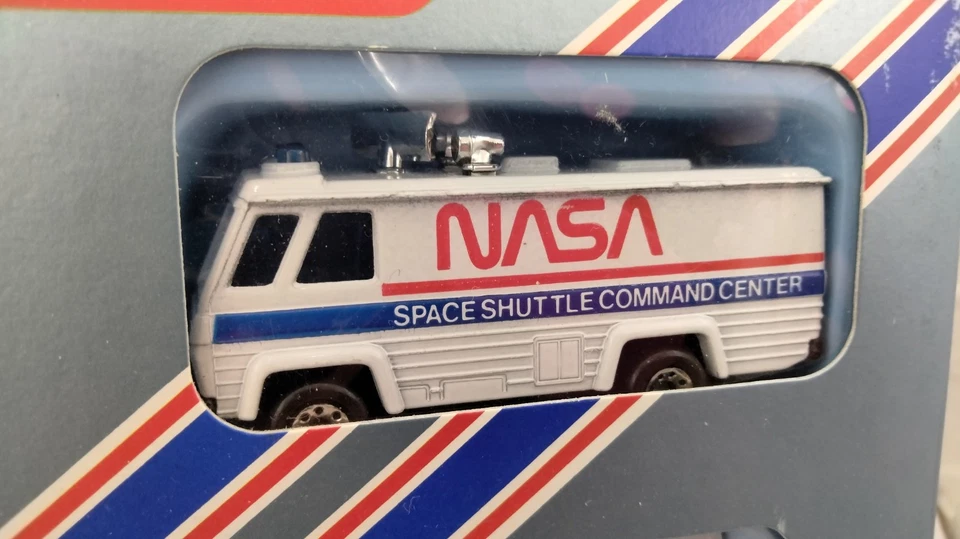 NASA
SPACE SHUTTLE COMMAND CENTER